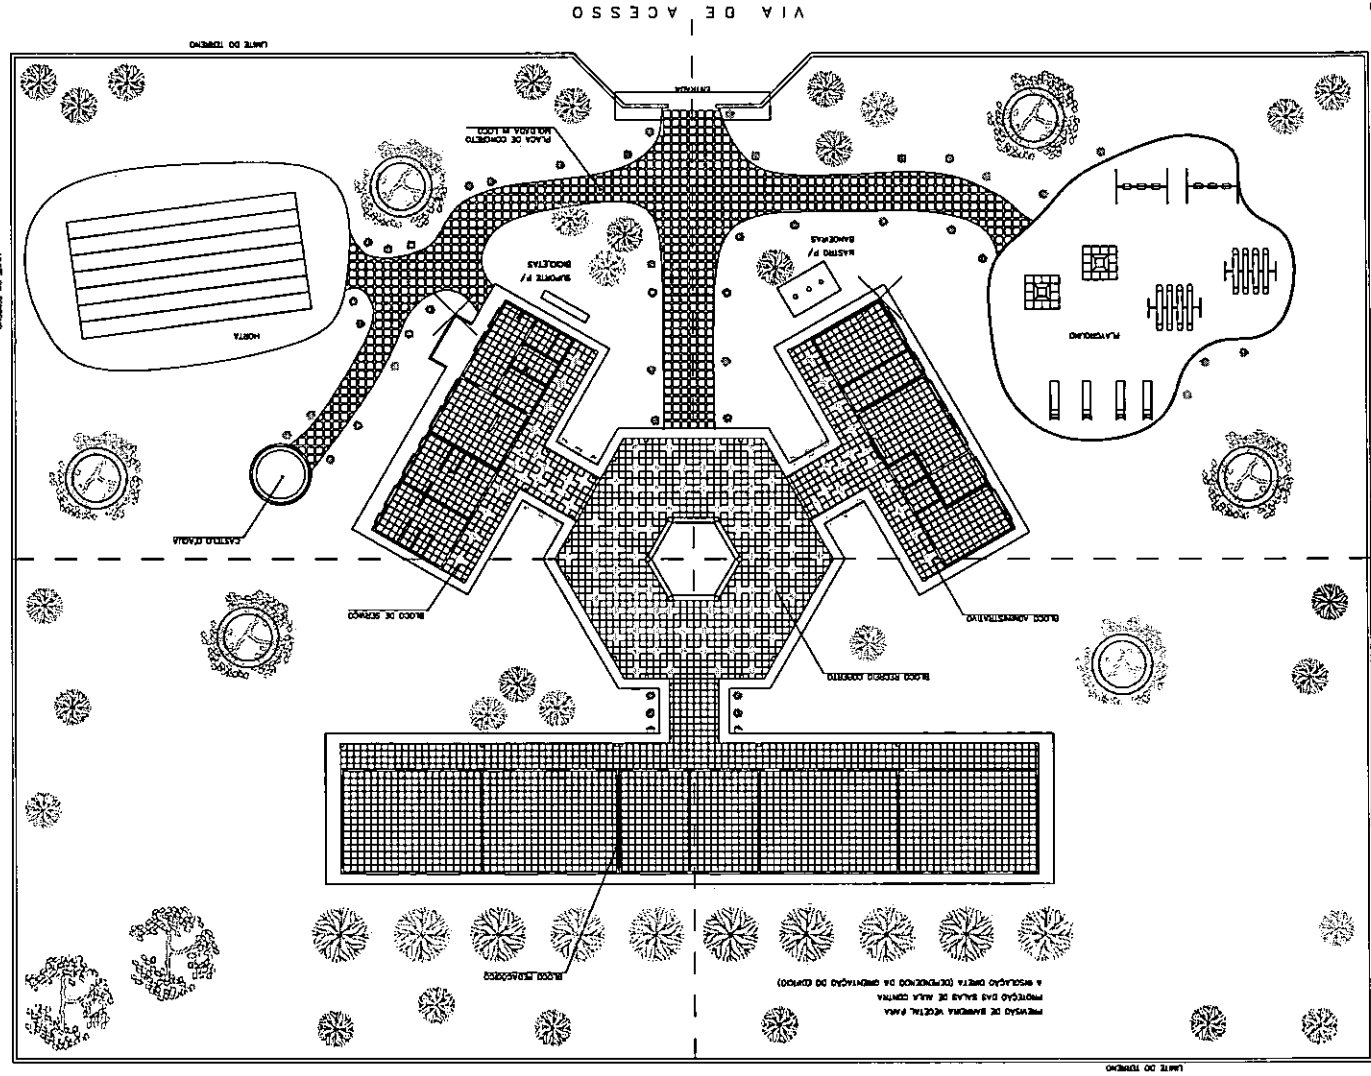 LIMITE DO TERRENO
PREVISÃO DE BARREIRA VEGETAL PARA
PROTEÇÃO DAS SALAS DE AULA CONTRA
A INSOLAÇÃO DIRETA (DEPENDENDO DA ORIENTAÇÃO DO EDIFÍCIO)
BLOCO PEDAGÓGICO
BLOCO RECREIO COBERTO
BLOCO ADMINISTRATIVO
BLOCO DE SERVIÇO
CASTELO D'ÁGUA
PLAYGROUND
HORTA
MASTRO P/
BANDEIRAS
SUPORTE P/
BICICLETAS
PLACA DE CONCRETO
MOLDADA IN LOCO
ENTRADA
LIMITE DO TERRENO
VIA DE ACESSO